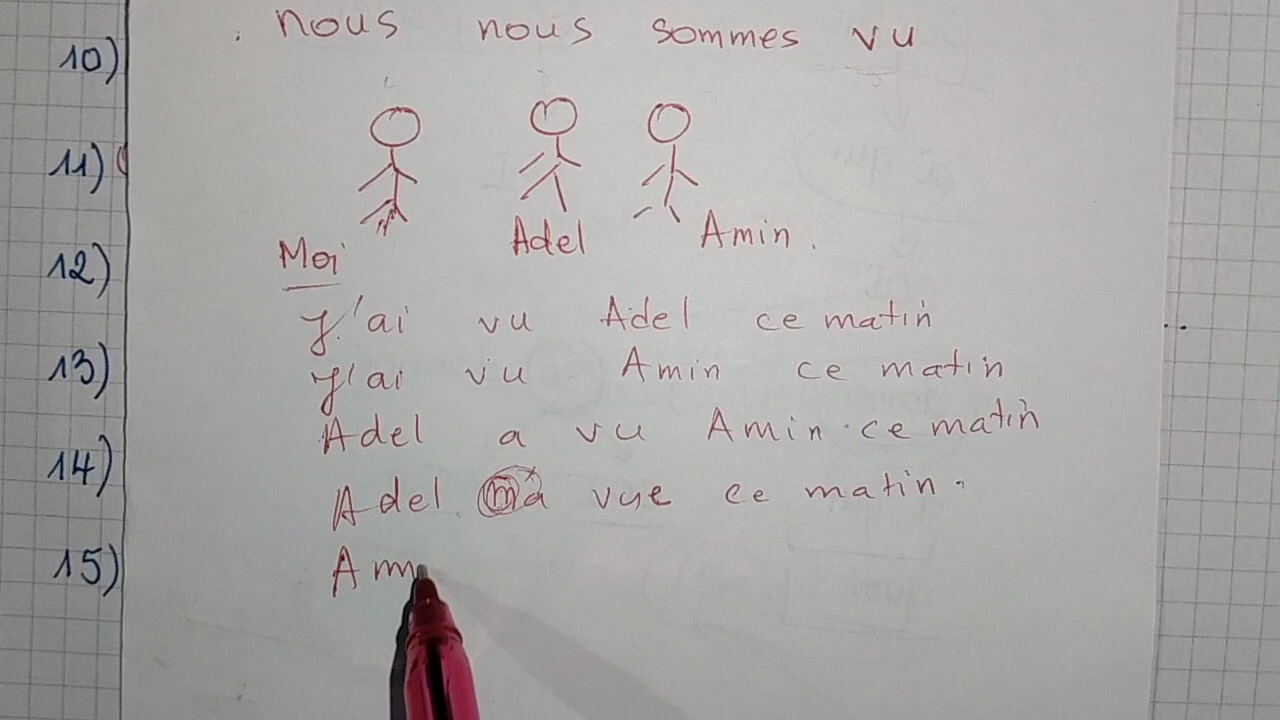 . nous nous sommes vu
10)
11)
Adel Amin.
12) Moi
J'ai vu Adel ce matin
13) J'ai vu Amin ce matin
Adel a vu Amin ce matin
14)
Adel m'a vue ce matin.
15) Am